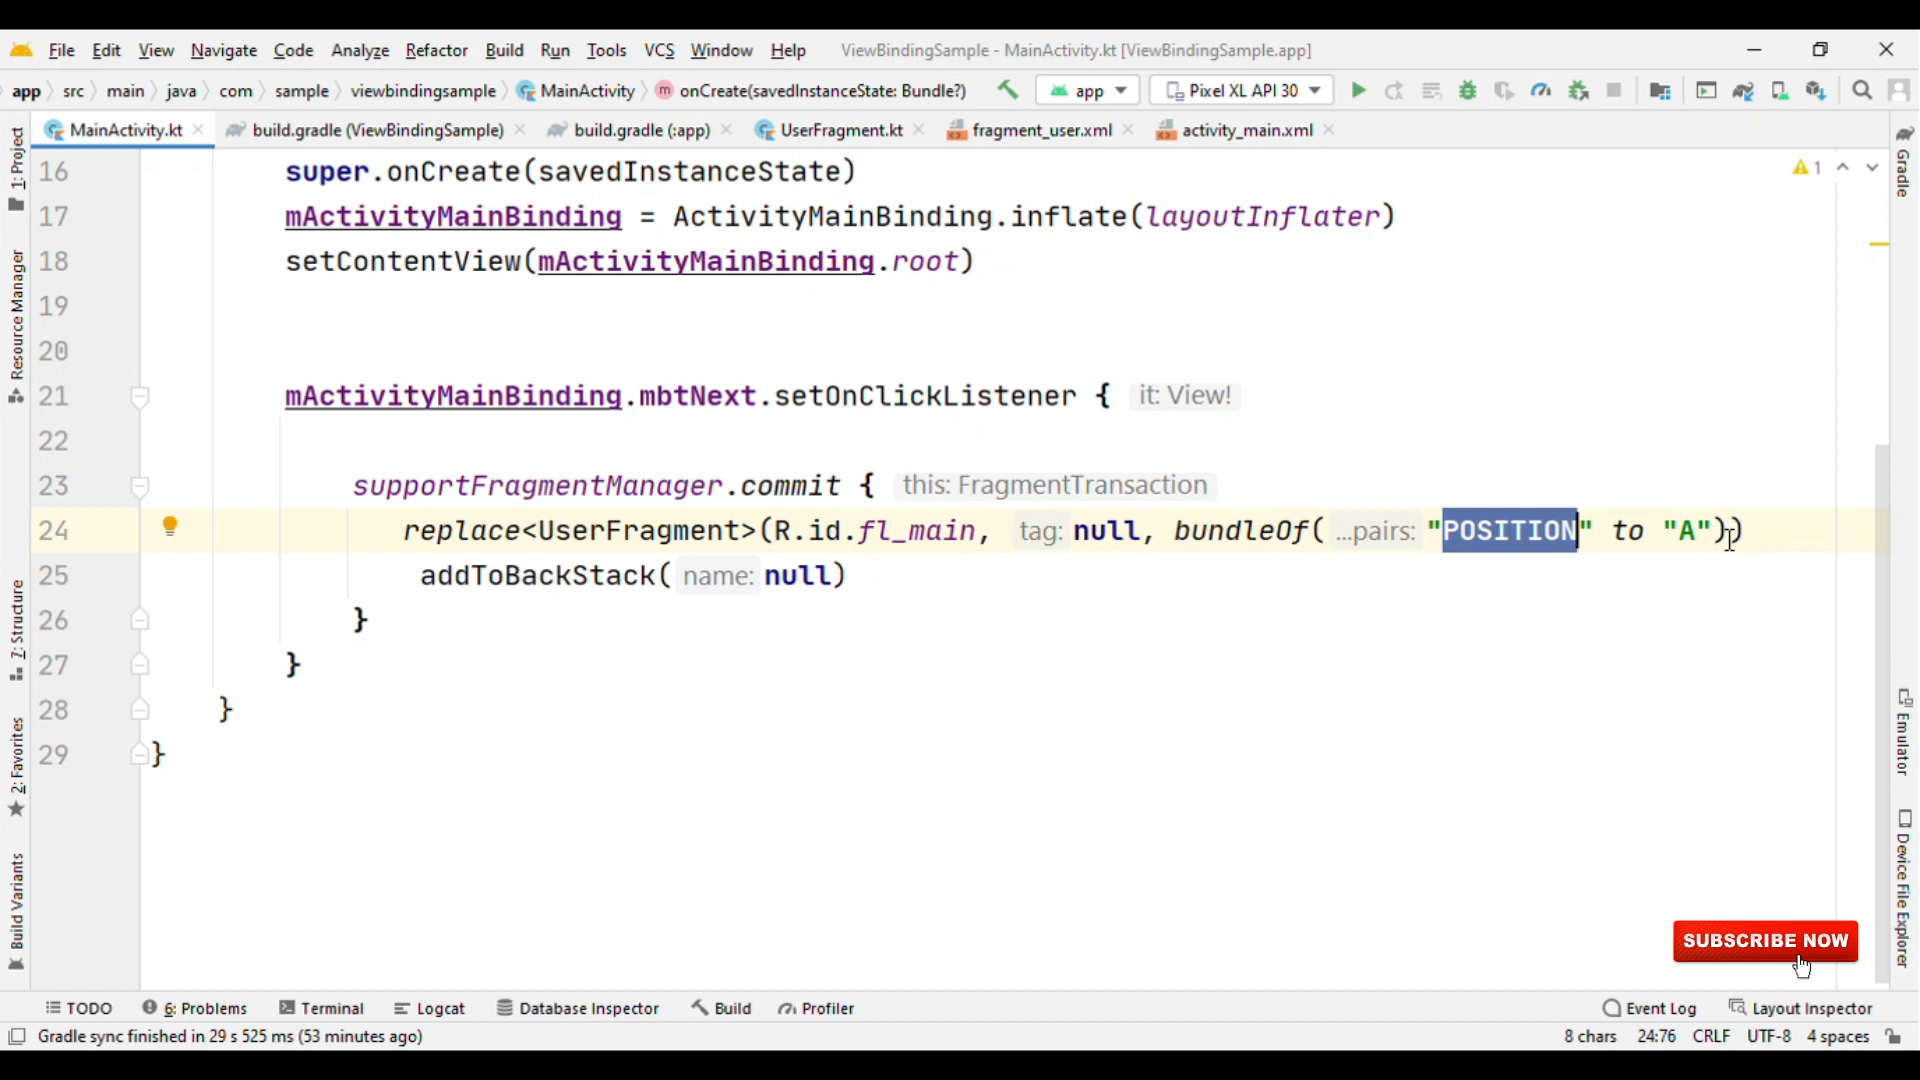 File Edit View Navigate Code Analyze Refactor Build Run Tools VCS Window Help ViewBindingSample - MainActivity.kt [ViewBindingSample.app]
app src main java com sample viewbindingsample MainActivity m onCreate(savedInstanceState: Bundle?) app Pixel XL API 30
MainActivity.kt build.gradle (ViewBindingSample) build.gradle (:app) UserFragment.kt fragment_user.xml activity_main.xml
1: Project
Resource Manager
7: Structure
2: Favorites
Build Variants
16 super.onCreate(savedInstanceState)
17 mActivityMainBinding = ActivityMainBinding.inflate(layoutInflater)
18 setContentView(mActivityMainBinding.root)
19
20
21 mActivityMainBinding.mbtNext.setOnClickListener { it: View!
22
23 supportFragmentManager.commit { this: FragmentTransaction
24 replace<UserFragment>(R.id.fl_main, tag: null, bundleOf( ...pairs: "POSITION" to "A"))
25 addToBackStack( name: null)
26 }
27 }
28 }
29 }
1
Gradle
Emulator
Device File Explorer
SUBSCRIBE NOW
TODO 6: Problems Terminal Logcat Database Inspector Build Profiler Event Log Layout Inspector
Gradle sync finished in 29 s 525 ms (53 minutes ago) 8 chars 24:76 CRLF UTF-8 4 spaces